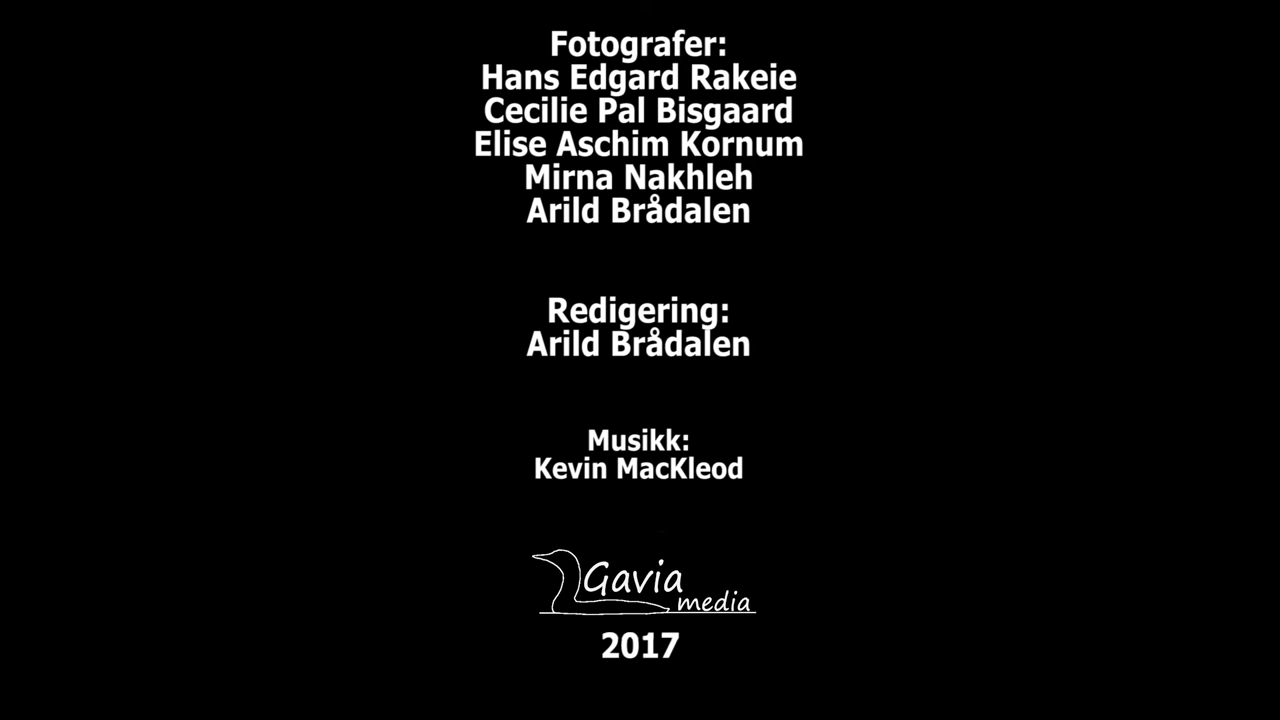 Fotografer:
Hans Edgard Rakeie
Cecilie Pal Bisgaard
Elise Aschim Kornum
Mirna Nakhleh
Arild Brådalen
Redigering:
Arild Brådalen
Musikk:
Kevin MacKleod
Gavia
media
2017